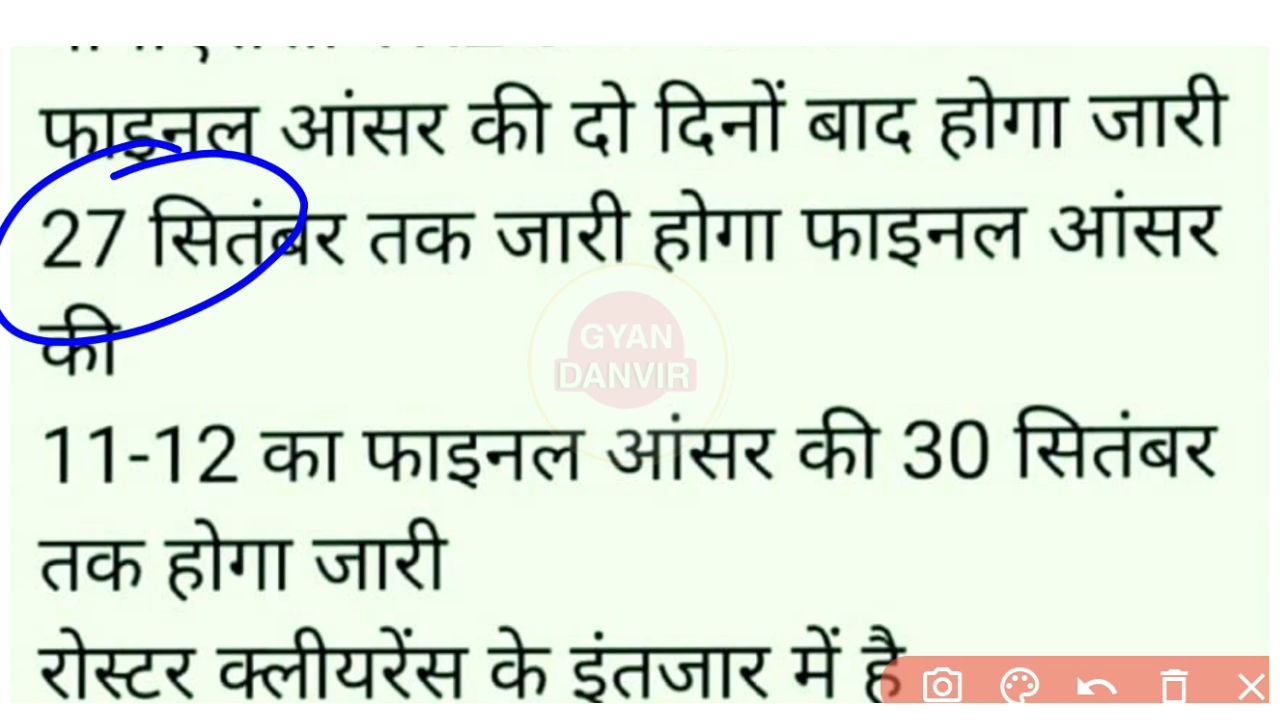 फाइनल आंसर की दो दिनों बाद होगा जारी
27 सितंबर तक जारी होगा फाइनल आंसर
की
GYAN
DANVIR
11-12 का फाइनल आंसर की 30 सितंबर
तक होगा जारी
रोस्टर क्लीयरेंस के इंतजार में है